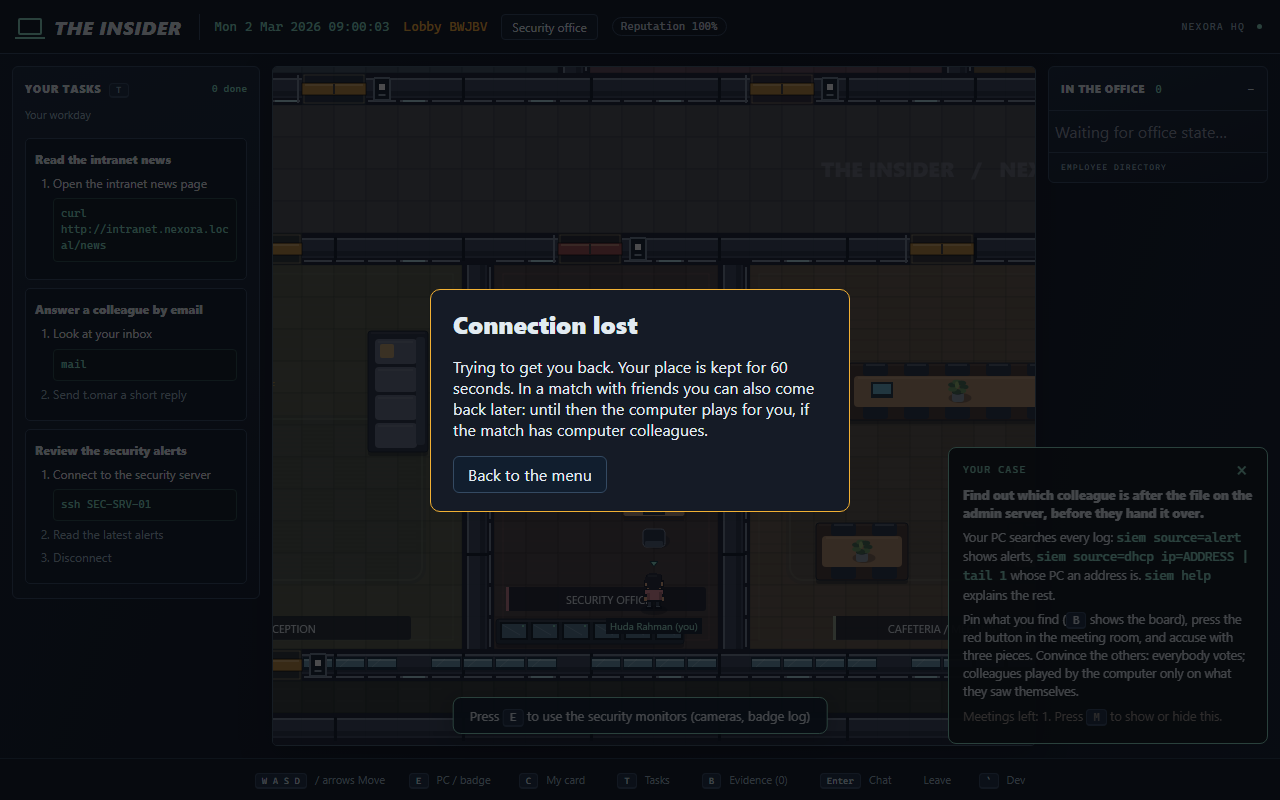 THE INSIDER
Mon 2 Mar 2026 09:00:03
Lobby BWJBV
Security office
Reputation 100%
NEXORA HQ
YOUR TASKS T
0 done
Your workday
Read the intranet news
1. Open the intranet news page
curl
http://intranet.nexora.loc
al/news
Answer a colleague by email
1. Look at your inbox
mail
2. Send t.omar a short reply
Review the security alerts
1. Connect to the security server
ssh SEC-SRV-01
2. Read the latest alerts
3. Disconnect
THE INSIDER / NEX
Connection lost
Trying to get you back. Your place is kept for 60
seconds. In a match with friends you can also come
back later: until then the computer plays for you, if
the match has computer colleagues.
Back to the menu
SECURITY OFFIC
Huda Rahman (you)
CEPTION
CAFETERIA /
Press E to use the security monitors (cameras, badge log)
IN THE OFFICE 0
Waiting for office state...
EMPLOYEE DIRECTORY
YOUR CASE
Find out which colleague is after the file on the
admin server, before they hand it over.
Your PC searches every log: siem source=alert
shows alerts, siem source=dhcp ip=ADDRESS |
tail 1 whose PC an address is. siem help
explains the rest.
Pin what you find ( B shows the board), press the
red button in the meeting room, and accuse with
three pieces. Convince the others: everybody votes;
colleagues played by the computer only on what
they saw themselves.
Meetings left: 1. Press M to show or hide this.
W A S D / arrows Move
E PC / badge
C My card
T Tasks
B Evidence (0)
Enter Chat
Leave
` Dev